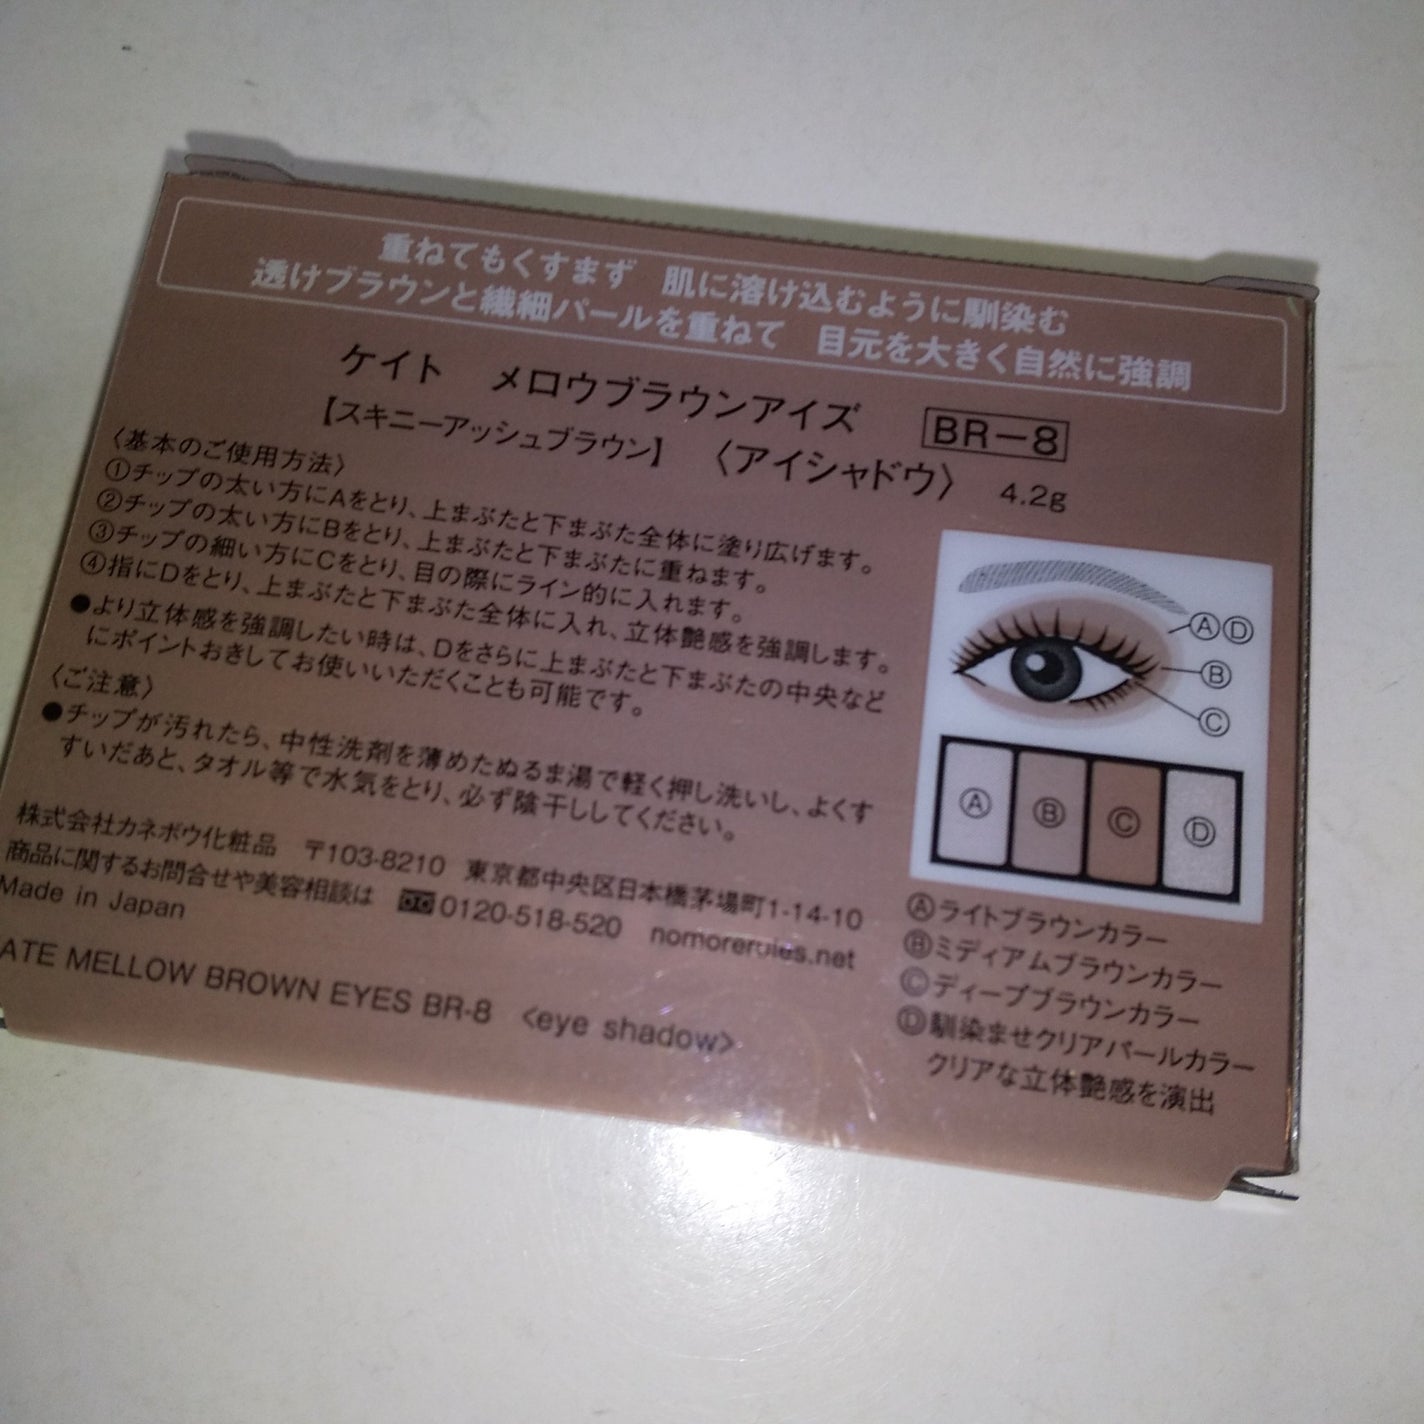 重ねてもくすまず 肌に溶け込むように馴染む
透けブラウンと繊細パールを重ねて 目元を大きく自然に強調
ケイト メロウブラウンアイズ BR-8
【スキニーアッシュブラウン】 〈アイシャドウ〉 4.2g
〈基本のご使用方法〉
①チップの太い方にAをとり、上まぶたと下まぶた全体に塗り広げます。
②チップの太い方にBをとり、上まぶたと下まぶたに重ねます。
③チップの細い方にCをとり、目の際にライン的に入れます。
④指にDをとり、上まぶたと下まぶた全体に入れ、立体艶感を強調します。
●より立体感を強調したい時は、Dをさらに上まぶたと下まぶたの中央など
にポイントおきしてお使いいただくことも可能です。
〈ご注意〉
●チップが汚れたら、中性洗剤を薄めたぬるま湯で軽く押し洗いし、よくす
すいだあと、タオル等で水気をとり、必ず陰干ししてください。
株式会社カネボウ化粧品 〒103-8210 東京都中央区日本橋茅場町1-14-10
商品に関するお問合せや美容相談は 0120-518-520 nomorerules.net
Made in Japan
ATE MELLOW BROWN EYES BR-8 <eye shadow>
Ⓐ Ⓓ
Ⓑ
Ⓒ
Ⓐ Ⓑ Ⓒ Ⓓ
Ⓐライトブラウンカラー
Ⓑミディアムブラウンカラー
Ⓒディープブラウンカラー
Ⓓ馴染ませクリアパールカラー
クリアな立体艶感を演出